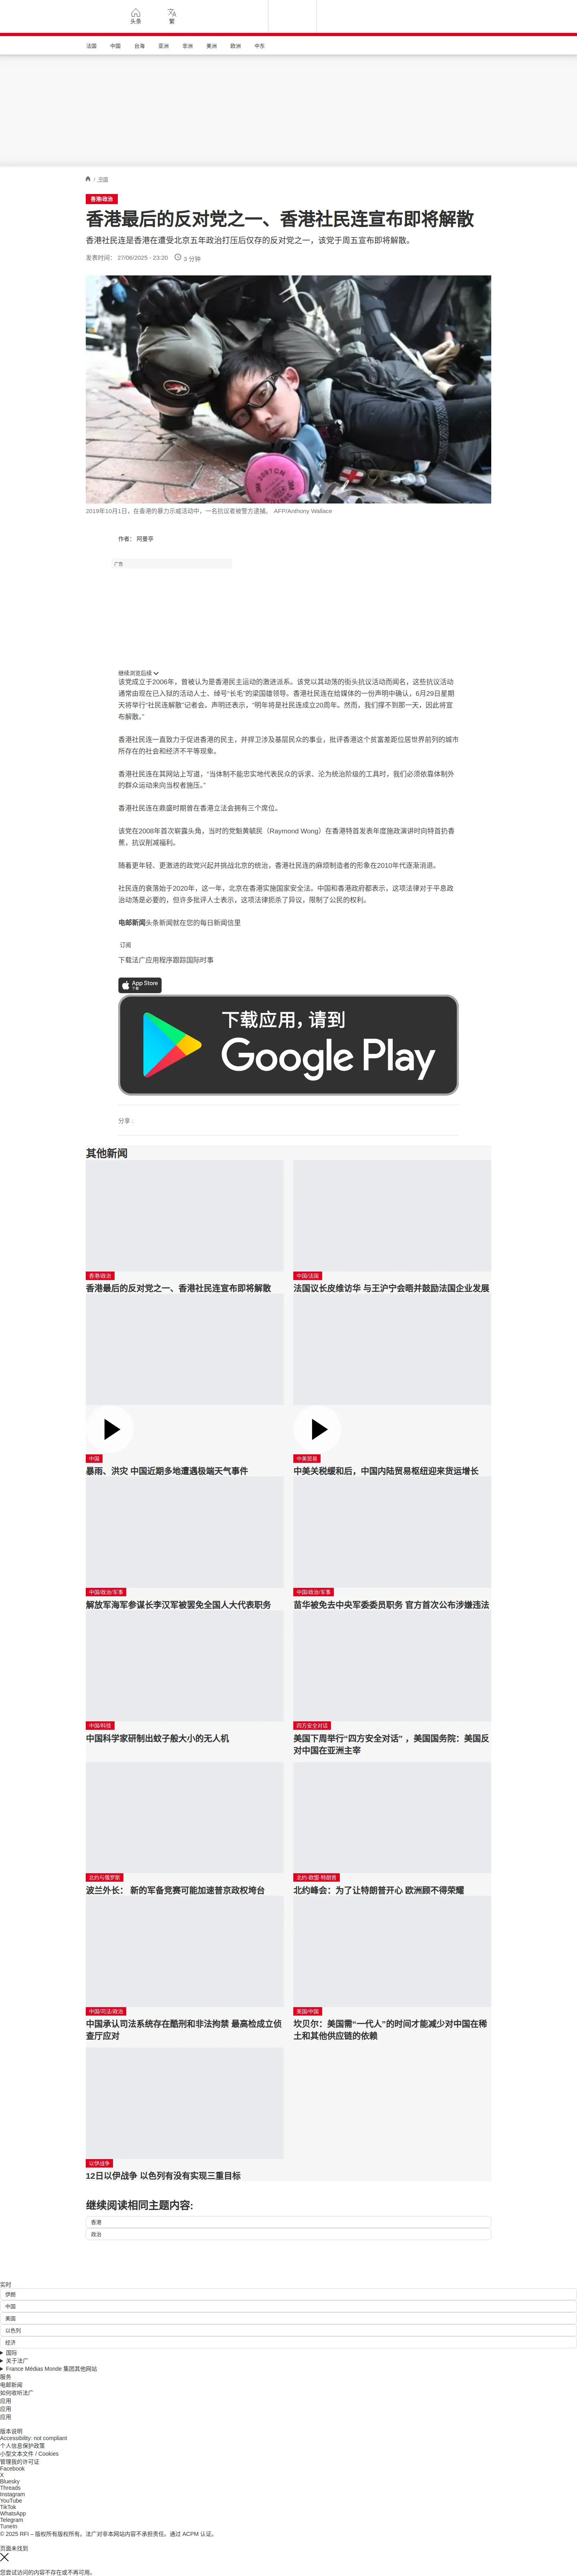 头条
繁
法国
中国
台海
亚洲
非洲
美洲
欧洲
中东
/ 中国
香港/政治
香港最后的反对党之一、香港社民连宣布即将解散
香港社民连是香港在遭受北京五年政治打压后仅存的反对党之一，该党于周五宣布即将解散。
发表时间： 27/06/2025 - 23:20
3 分钟
2019年10月1日，在香港的暴力示威活动中，一名抗议者被警方逮捕。 AFP/Anthony Wallace
作者： 阿曼亭
广告
继续浏览后续
该党成立于2006年，曾被认为是香港民主运动的激进派系。该党以其动荡的街头抗议活动而闻名，这些抗议活动
通常由现在已入狱的活动人士、绰号“长毛”的梁国雄领导。香港社民连在给媒体的一份声明中确认，6月29日星期
天将举行“社民连解散”记者会。声明还表示，“明年将是社民连成立20周年。然而，我们撑不到那一天，因此将宣
布解散。”
香港社民连一直致力于促进香港的民主，并捍卫涉及基层民众的事业，批评香港这个贫富差距位居世界前列的城市
所存在的社会和经济不平等现象。
香港社民连在其网站上写道，“当体制不能忠实地代表民众的诉求、沦为统治阶级的工具时，我们必须依靠体制外
的群众运动来向当权者施压。”
香港社民连在鼎盛时期曾在香港立法会拥有三个席位。
该党在2008年首次崭露头角，当时的党魁黄毓民（Raymond Wong）在香港特首发表年度施政演讲时向特首扔香
蕉，抗议削减福利。
随着更年轻、更激进的政党兴起并挑战北京的统治，香港社民连的麻烦制造者的形象在2010年代逐渐消退。
社民连的衰落始于2020年，这一年，北京在香港实施国家安全法。中国和香港政府都表示，这项法律对于平息政
治动荡是必要的，但许多批评人士表示，这项法律扼杀了异议，限制了公民的权利。
电邮新闻头条新闻就在您的每日新闻信里
订阅
下载法广应用程序跟踪国际时事
App Store
下载
下载应用，请到
Google Play
分享 :
其他新闻
香港/政治
香港最后的反对党之一、香港社民连宣布即将解散
中国/法国
法国议长皮维访华 与王沪宁会晤并鼓励法国企业发展
中国
暴雨、洪灾 中国近期多地遭遇极端天气事件
中美贸易
中美关税缓和后，中国内陆贸易枢纽迎来货运增长
中国/政治/军事
解放军海军参谋长李汉军被罢免全国人大代表职务
中国/政治/军事
苗华被免去中央军委委员职务 官方首次公布涉嫌违法
中国/科技
中国科学家研制出蚊子般大小的无人机
四方安全对话
美国下周举行“四方安全对话”，美国国务院：美国反
对中国在亚洲主宰
北约与俄罗斯
波兰外长： 新的军备竞赛可能加速普京政权垮台
北约-欧盟-特朗普
北约峰会：为了让特朗普开心 欧洲顾不得荣耀
中国/司法/政治
中国承认司法系统存在酷刑和非法拘禁 最高检成立侦
查厅应对
美国/中国
坎贝尔：美国需“一代人”的时间才能减少对中国在稀
土和其他供应链的依赖
以伊战争
12日以伊战争 以色列有没有实现三重目标
继续阅读相同主题内容:
香港
政治
实时
伊朗
中国
美国
以色列
经济
国际
关于法广
France Médias Monde 集团其他网站
服务
电邮新闻
如何收听法广
应用
应用
应用
版本说明
Accessibility: not compliant
个人信息保护政策
小型文本文件 / Cookies
管理我的许可证
Facebook
X
Bluesky
Threads
Instagram
YouTube
TikTok
WhatsApp
Telegram
TuneIn
© 2025 RFI – 版权所有版权所有。法广对非本网站内容不承担责任。通过 ACPM 认证。
页面未找到
您尝试访问的内容不存在或不再可用。